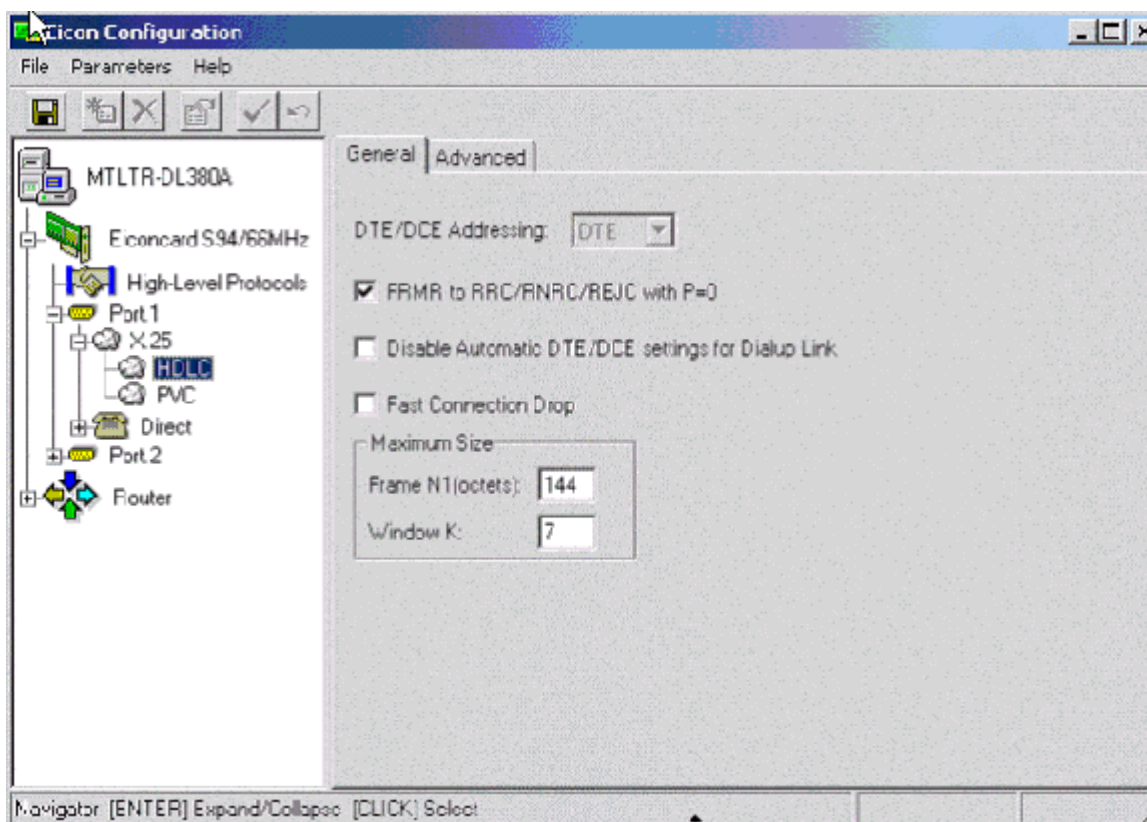 Eicon Configuration
File Parameters Help
MTLTR-DL380A
Eiconcard S94/66MHz
High-Level Protocols
Port 1
X.25
HDLC
PVC
Direct
Port 2
Router
General Advanced
DTE/DCE Addressing: DTE
FRMR to RRC/RNRC/REJC with P=0
Disable Automatic DTE/DCE settings for Dialup Link
Fast Connection Drop
Maximum Size
Frame N1(octets): 144
Window K: 7
Navigator [ENTER] Expand/Collapse [CLICK] Select